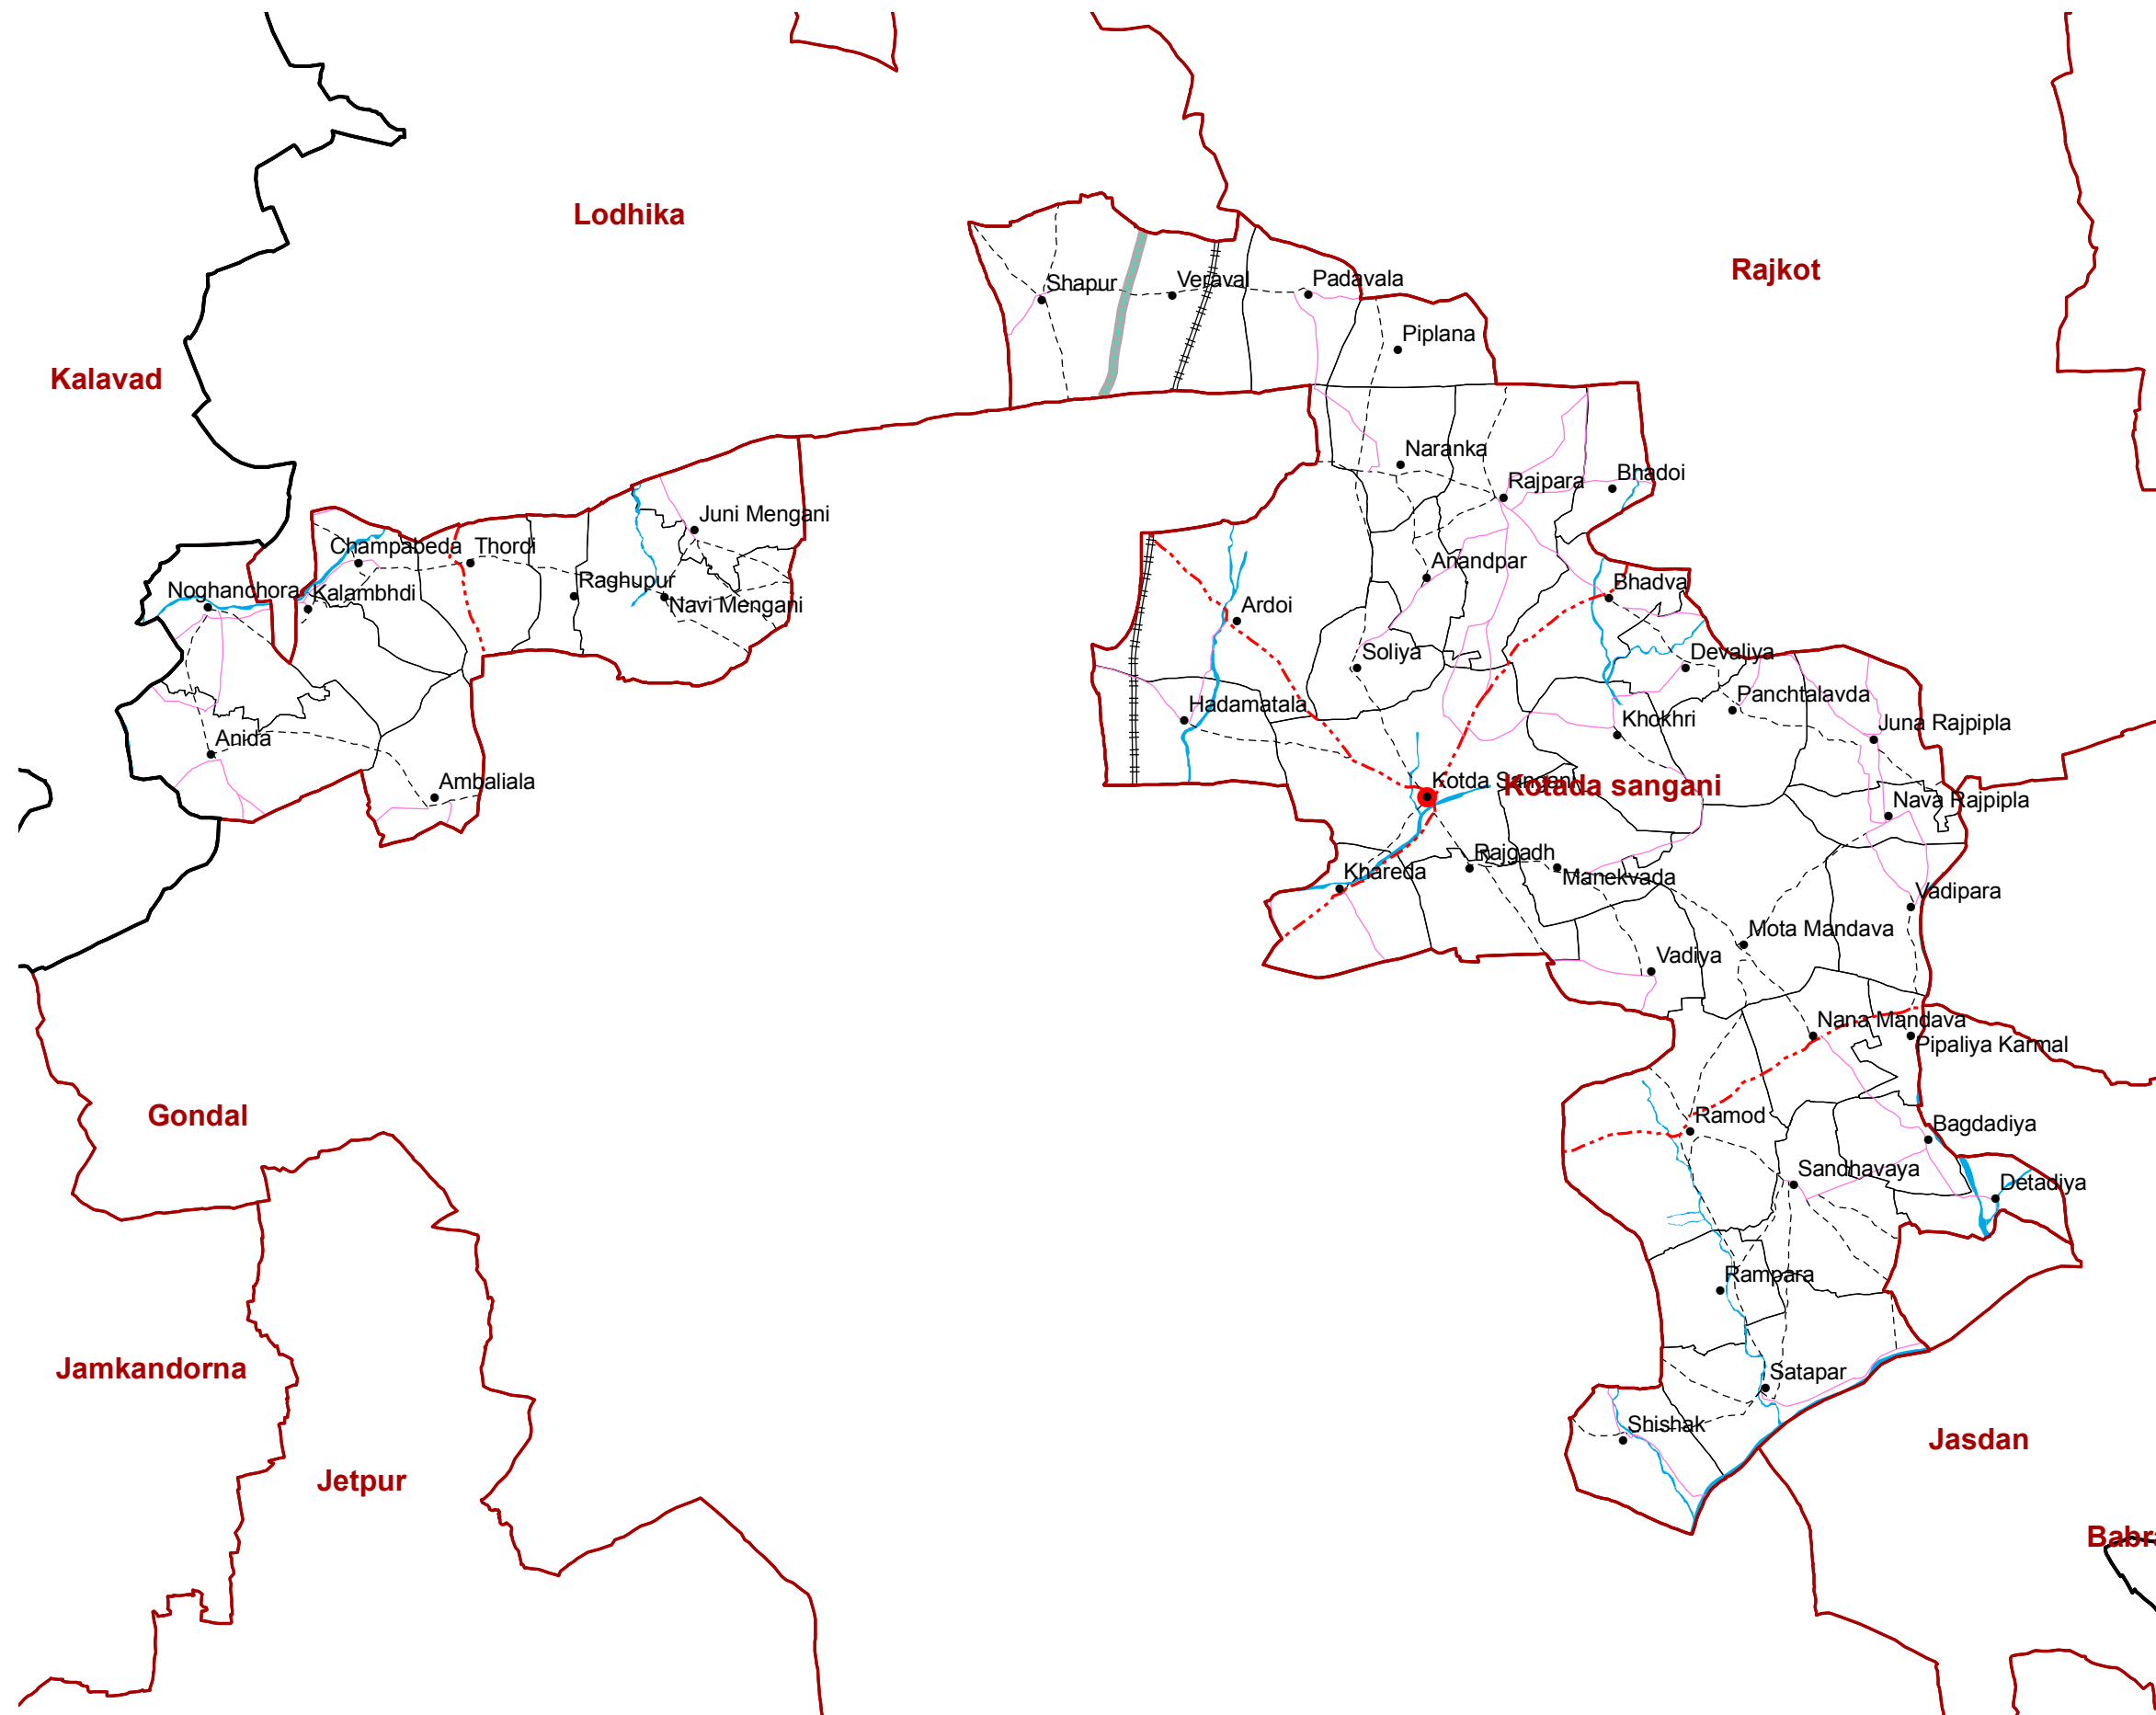 Lodhika
Rajkot
Shapur
Veraval
Padavala
Piplana
Kalavad
Naranka
Rajpara
Bhadoi
Juni Mengani
Champabeda
Thordi
Anandpar
Noghanchora
Kalambhdi
Raghupur
Navi Mengani
Bhadva
Ardoi
Soliya
Devaliya
Hadamatala
Panchtalavda
Khokhri
Juna Rajpipla
Anida
Ambaliala
Kotda Sangani
Kotada sangani
Nava Rajpipla
Rajgadh
Khareda
Manekvada
Vadipara
Mota Mandava
Vadiya
Nana Mandava
Pipaliya Karmal
Gondal
Ramod
Bagdadiya
Sandhavaya
Detadiya
Rampara
Jamkandorna
Satapar
Shishak
Jasdan
Jetpur
Babra